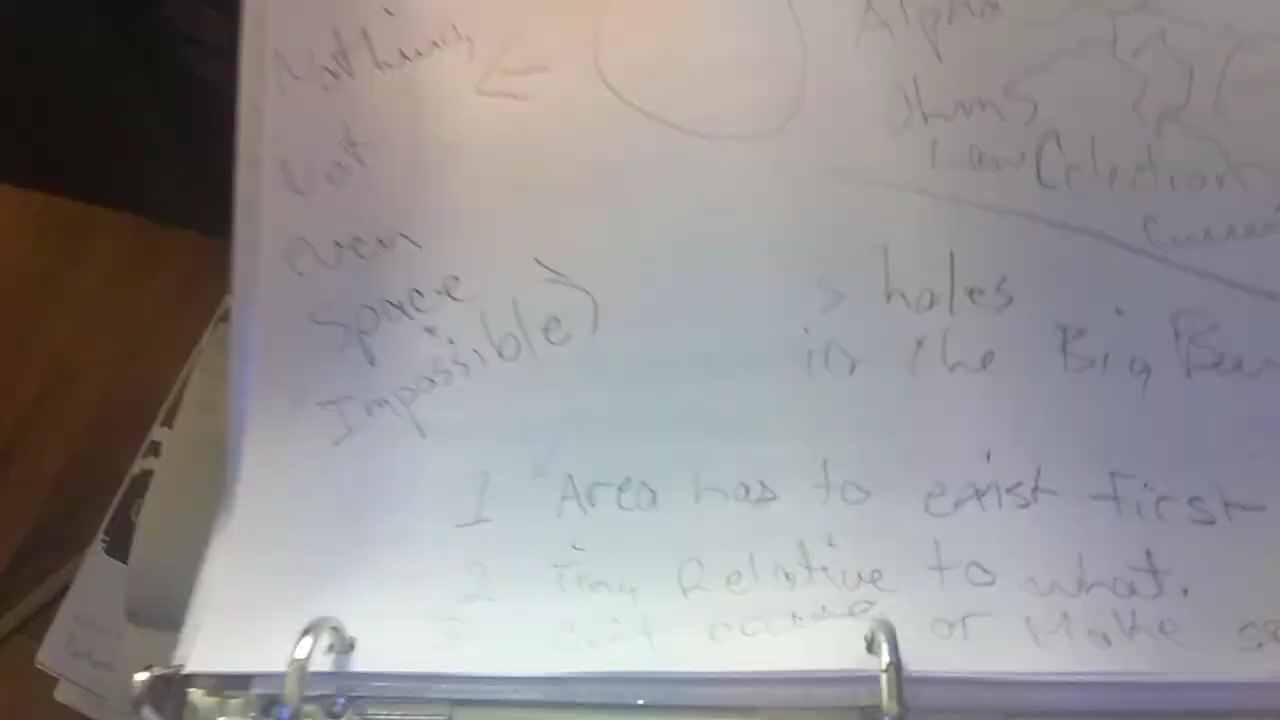 Nothing
Not
even
Space
Impossible)
Alpha
Ohms
Law
holes
in the Big
1 Area has to exist first
2 Tiny Relative to what.
or Make